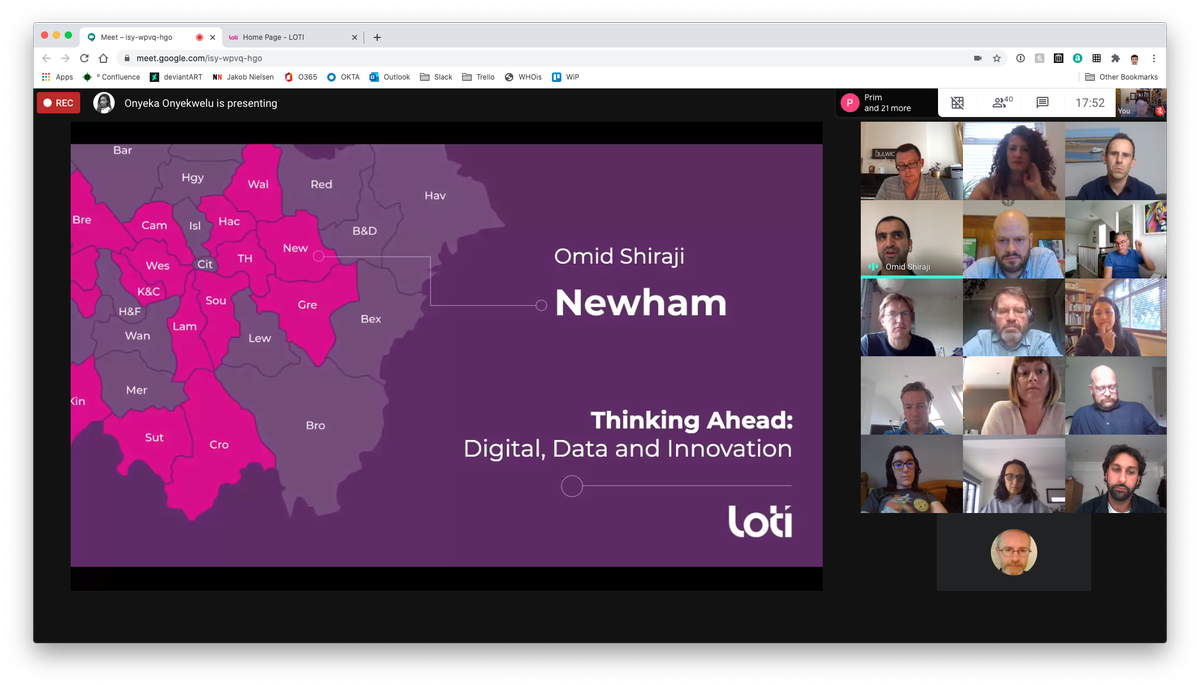 Meet – isy-wpvq-hgo
loti Home Page - LOTI
meet.google.com/isy-wpvq-hgo
Apps
° Confluence
deviantART
NN Jakob Nielsen
O365
OKTA
Outlook
Slack
Trello
WHOis
WiP
Other Bookmarks
REC
Onyeka Onyekwelu is presenting
P
Prim
and 21 more
40
17:52
You
Bar
Hgy
Wal
Red
Hav
Bre
Cam
Isl
Hac
B&D
New
Wes
Cit
TH
K&C
Sou
Gre
H&F
Lam
Bex
Wan
Lew
Mer
Kin
Sut
Cro
Bro
Omid Shiraji
Newham
Thinking Ahead:
Digital, Data and Innovation
loti
Omid Shiraji